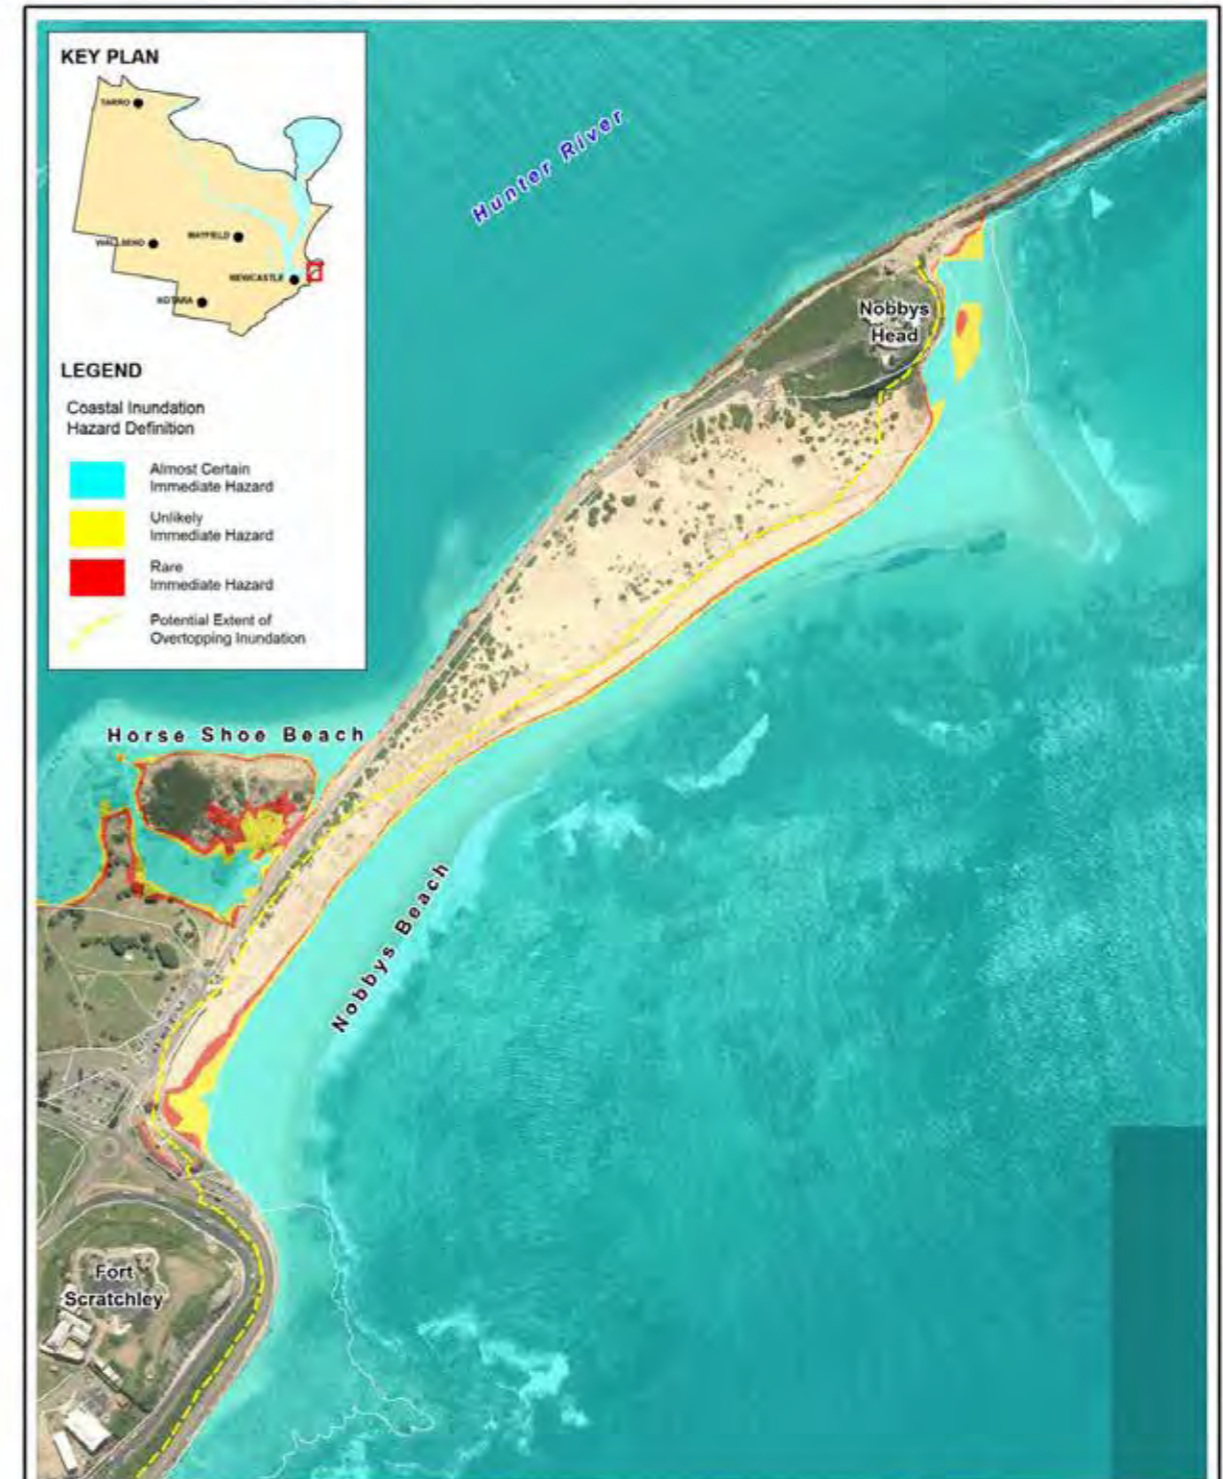 KEY PLAN
TARRO
WALLSEND
MAYFIELD
NEWCASTLE
KOTARA
LEGEND
Coastal Inundation
Hazard Definition
Almost Certain
Immediate Hazard
Unlikely
Immediate Hazard
Rare
Immediate Hazard
Potential Extent of
Overtopping Inundation
Hunter River
Nobbys
Head
Horse Shoe Beach
Nobbys Beach
Fort
Scratchley